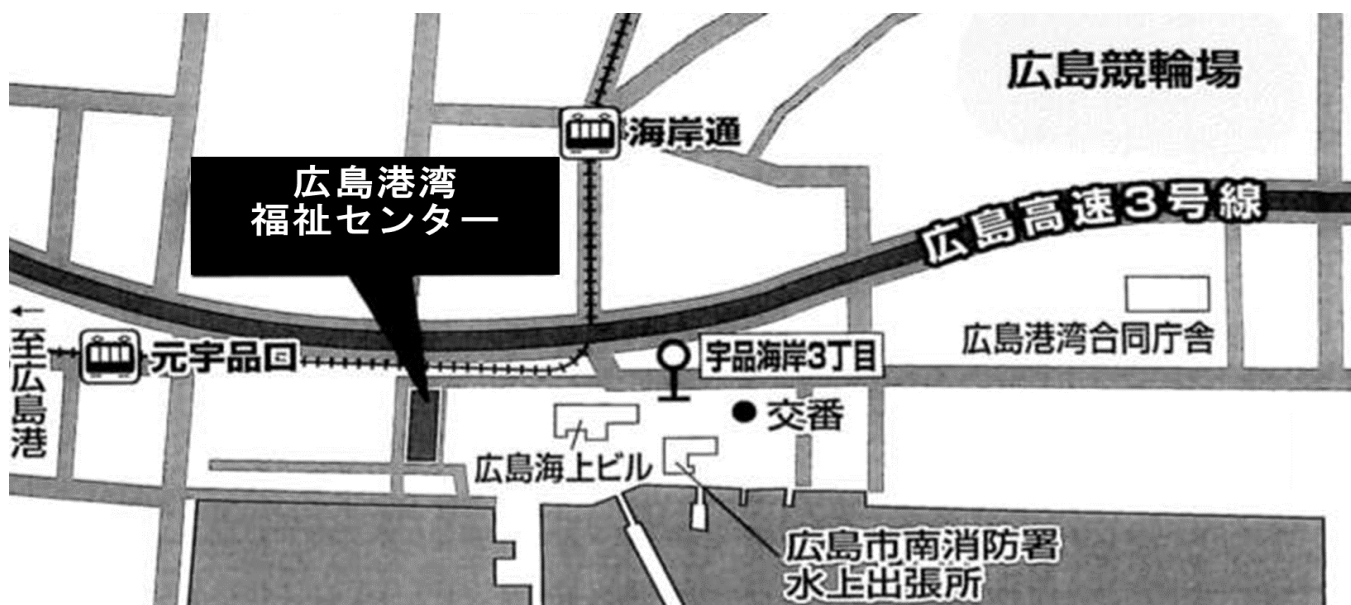 広島競輪場
海岸通
広島港湾
福祉センター
広島高速3号線
広島港湾合同庁舎
←至広島港
元宇品口
宇品海岸3丁目
交番
広島海上ビル
広島市南消防署
水上出張所